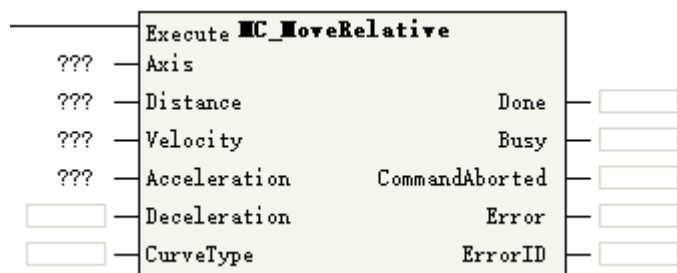 Execute MC_MoveRelative
??? Axis
??? Distance Done
??? Velocity Busy
??? Acceleration CommandAborted
Deceleration Error
CurveType ErrorID